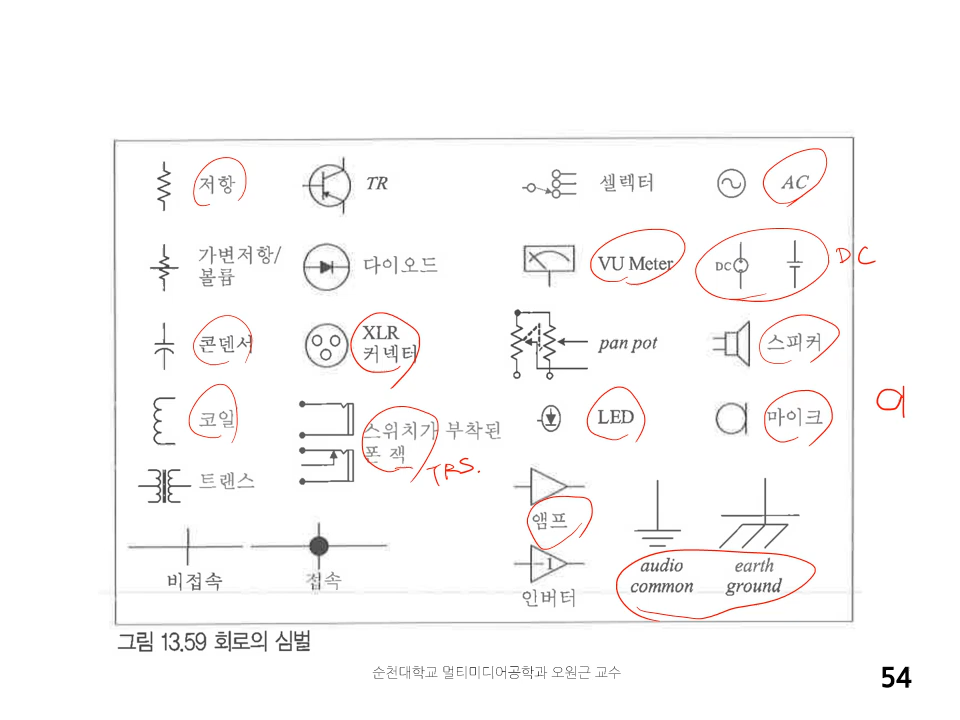 저항
TR
셀렉터
AC
가변저항/
볼륨
다이오드
VU Meter
DC
DC
콘덴서
XLR
커넥터
pan pot
스피커
코일
스위치가 부착된
폰 잭
TRS.
LED
마이크
트랜스
앰프
비접속
접속
-1
인버터
audio
common
earth
ground
그림 13.59 회로의 심벌
순천대학교 멀티미디어공학과 오원근 교수
54